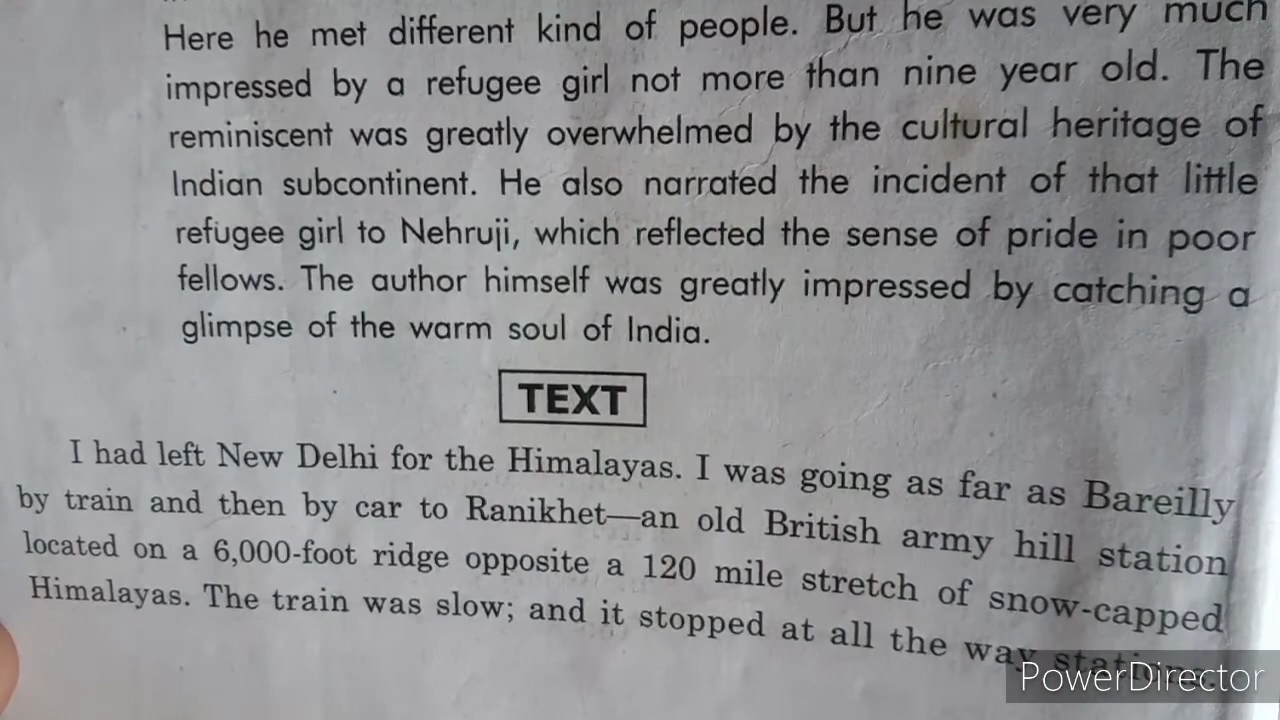 Here he met different kind of people. But he was very much
impressed by a refugee girl not more than nine year old. The
reminiscent was greatly overwhelmed by the cultural heritage of
Indian subcontinent. He also narrated the incident of that little
refugee girl to Nehruji, which reflected the sense of pride in poor
fellows. The author himself was greatly impressed by catching a
glimpse of the warm soul of India.
TEXT
I had left New Delhi for the Himalayas. I was going as far as Bareilly
by train and then by car to Ranikhet—an old British army hill station
located on a 6,000-foot ridge opposite a 120 mile stretch of snow-capped
Himalayas. The train was slow; and it stopped at all the way stations.
PowerDirector